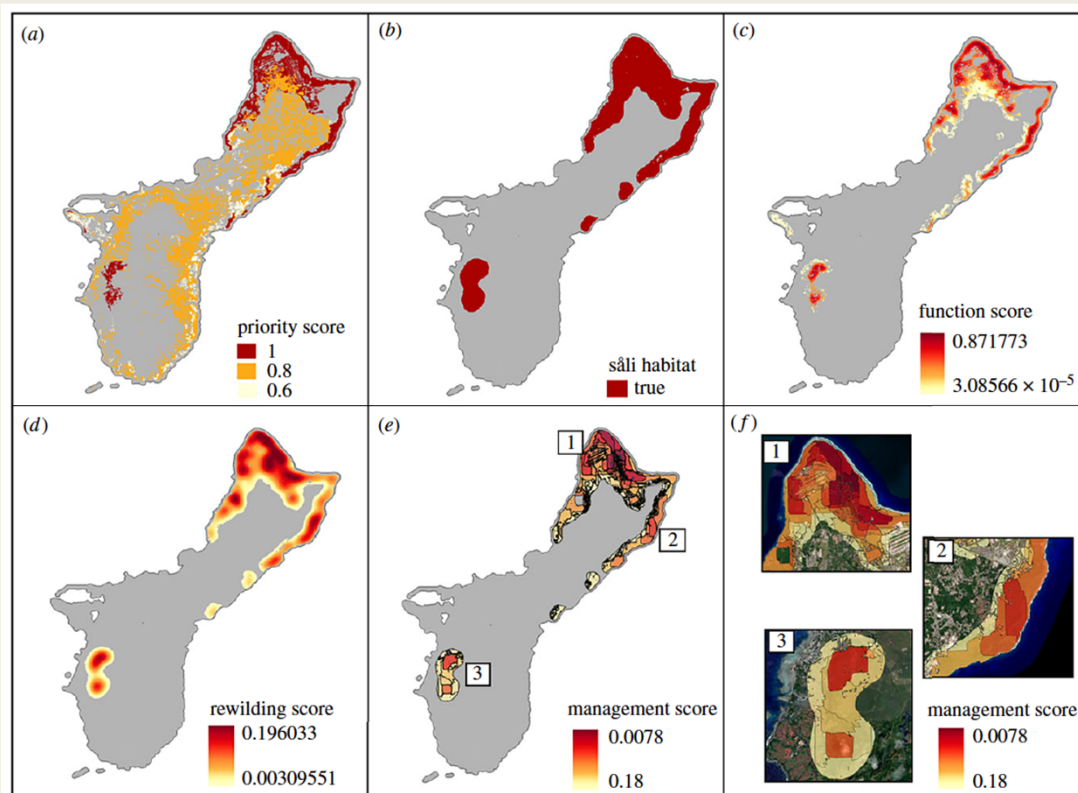 (a)
priority score
1
0.8
0.6
(b)
såli habitat
true
(c)
function score
0.871773
3.08566 × 10⁻⁵
(d)
rewilding score
0.196033
0.00309551
(e)
1
2
3
management score
0.0078
0.18
(f)
1
2
3
management score
0.0078
0.18